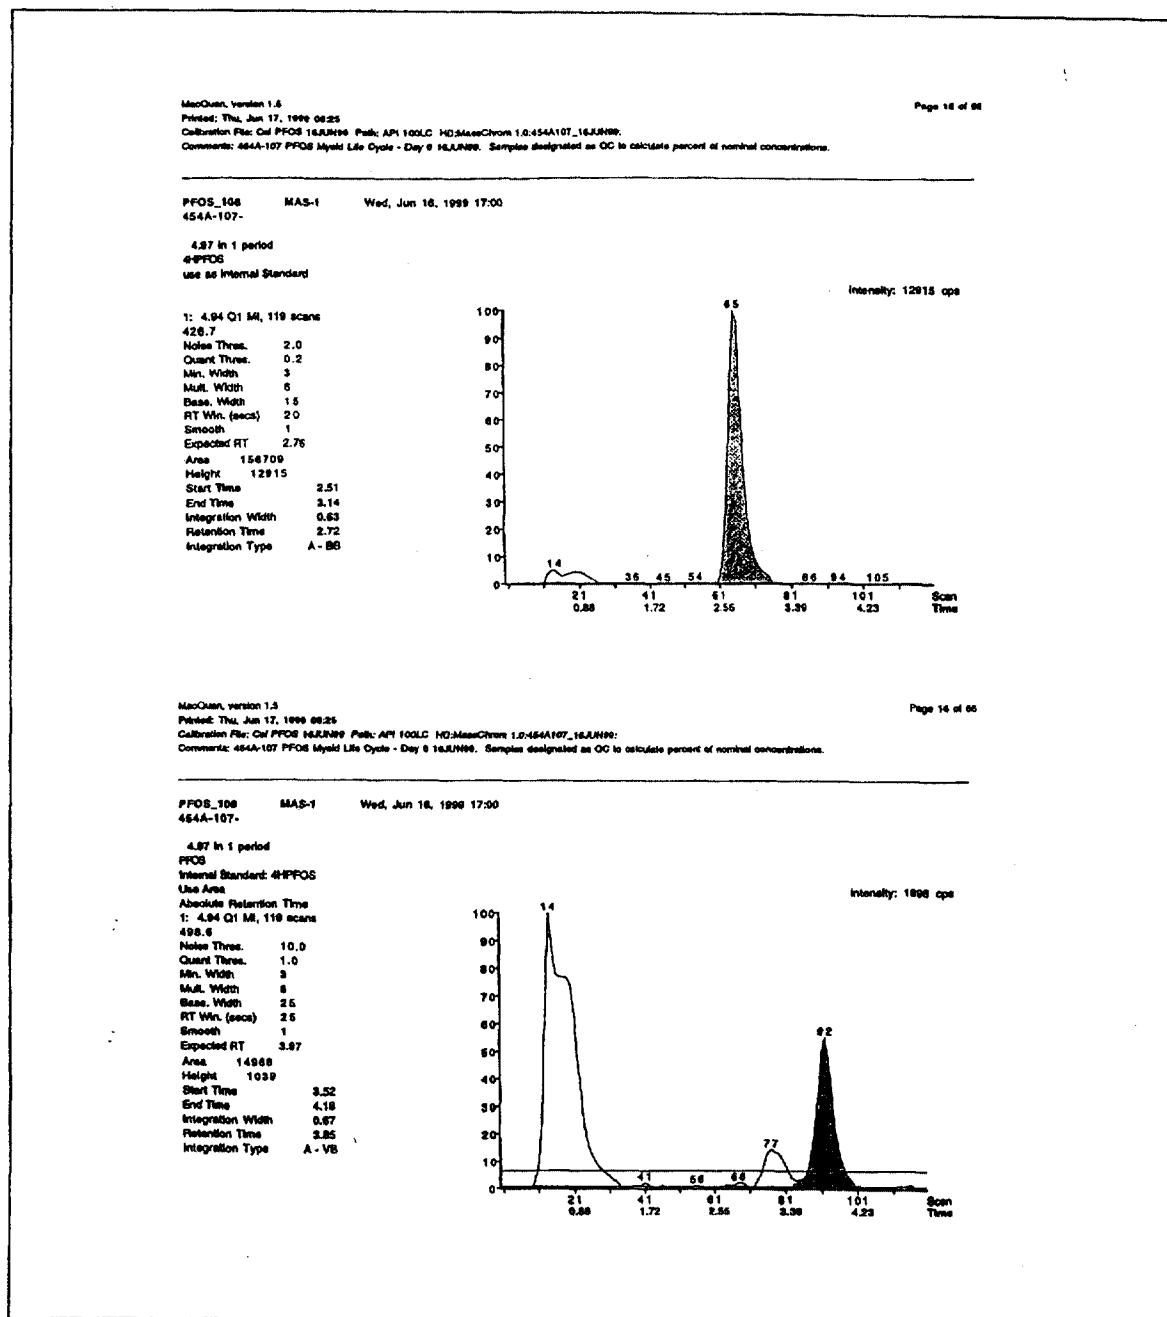 MacQuan, version 1.5
Page 16 of 66
Printed: Thu, Jun 17, 1999 08:25
Calibration File: Cal PFOS 16JUN99 Path: API 100LC HD:MassChrom 1.0:454A107_16JUN99:
Comments: 454A-107 PFOS Mysid Life Cycle - Day 0 16JUN99. Samples designated as QC to calculate percent of nominal concentrations.
PFOS_108 MAS-1 Wed, Jun 16, 1999 17:00
454A-107-
4.97 in 1 period
4HPFOS
use as Internal Standard
Intensity: 12915 cps
1: 4.94 Q1 MI, 119 scans
426.7
Noise Thres. 2.0
Quant Thres. 0.2
Min. Width 3
Mult. Width 6
Base. Width 15
RT Win. (secs) 20
Smooth 1
Expected RT 2.76
Area 156709
Height 12915
Start Time 2.51
End Time 3.14
Integration Width 0.63
Retention Time 2.72
Integration Type A - BB
65
100
90
80
70
60
50
40
30
20
10
0
14 36 45 54 86 94 105
21 41 61 81 101 Scan
0.88 1.72 2.55 3.39 4.23 Time
MacQuan, version 1.5
Page 14 of 66
Printed: Thu, Jun 17, 1999 08:25
Calibration File: Cal PFOS 16JUN99 Path: API 100LC HD:MassChrom 1.0:454A107_16JUN99:
Comments: 454A-107 PFOS Mysid Life Cycle - Day 0 16JUN99. Samples designated as QC to calculate percent of nominal concentrations.
PFOS_108 MAS-1 Wed, Jun 16, 1999 17:00
454A-107-
4.97 in 1 period
PFOS
Internal Standard: 4HPFOS
Use Area
Absolute Retention Time
Intensity: 1898 cps
1: 4.94 Q1 MI, 119 scans
498.6
Noise Thres. 10.0
Quant Thres. 1.0
Min. Width 3
Mult. Width 6
Base. Width 25
RT Win. (secs) 25
Smooth 1
Expected RT 3.87
Area 14968
Height 1039
Start Time 3.52
End Time 4.18
Integration Width 0.67
Retention Time 3.85
Integration Type A - VB
14
100
90
80
70
60
50
40
30
20
10
0
92
77
41 56 68
21 41 61 81 101 Scan
0.88 1.72 2.55 3.39 4.23 Time